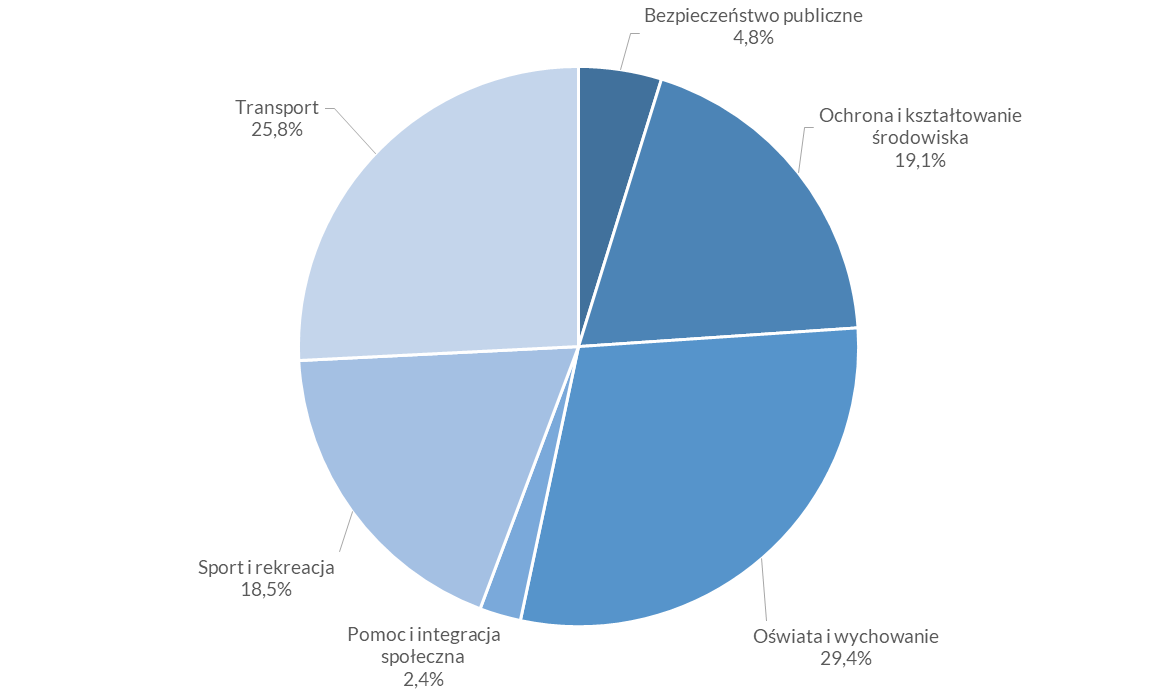 Bezpieczeństwo publiczne
4,8%
Ochrona i kształtowanie
środowiska
19,1%
Oświata i wychowanie
29,4%
Pomoc i integracja
społeczna
2,4%
Sport i rekreacja
18,5%
Transport
25,8%